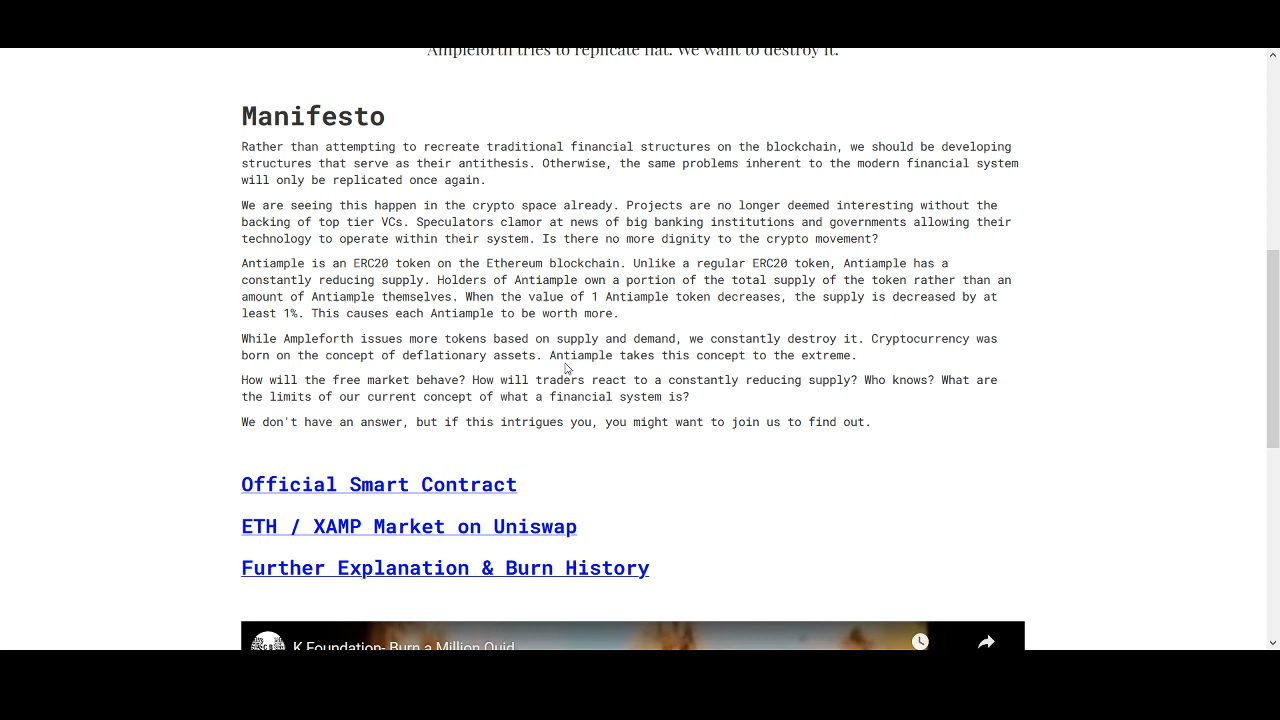 Ampleforth tries to replicate fiat. We want to destroy it.
Manifesto
Rather than attempting to recreate traditional financial structures on the blockchain, we should be developing
structures that serve as their antithesis. Otherwise, the same problems inherent to the modern financial system
will only be replicated once again.
We are seeing this happen in the crypto space already. Projects are no longer deemed interesting without the
backing of top tier VCs. Speculators clamor at news of big banking institutions and governments allowing their
technology to operate within their system. Is there no more dignity to the crypto movement?
Antiample is an ERC20 token on the Ethereum blockchain. Unlike a regular ERC20 token, Antiample has a
constantly reducing supply. Holders of Antiample own a portion of the total supply of the token rather than an
amount of Antiample themselves. When the value of 1 Antiample token decreases, the supply is decreased by at
least 1%. This causes each Antiample to be worth more.
While Ampleforth issues more tokens based on supply and demand, we constantly destroy it. Cryptocurrency was
born on the concept of deflationary assets. Antiample takes this concept to the extreme.
How will the free market behave? How will traders react to a constantly reducing supply? Who knows? What are
the limits of our current concept of what a financial system is?
We don't have an answer, but if this intrigues you, you might want to join us to find out.
Official Smart Contract
ETH / XAMP Market on Uniswap
Further Explanation & Burn History
K Foundation- Burn a Million Quid